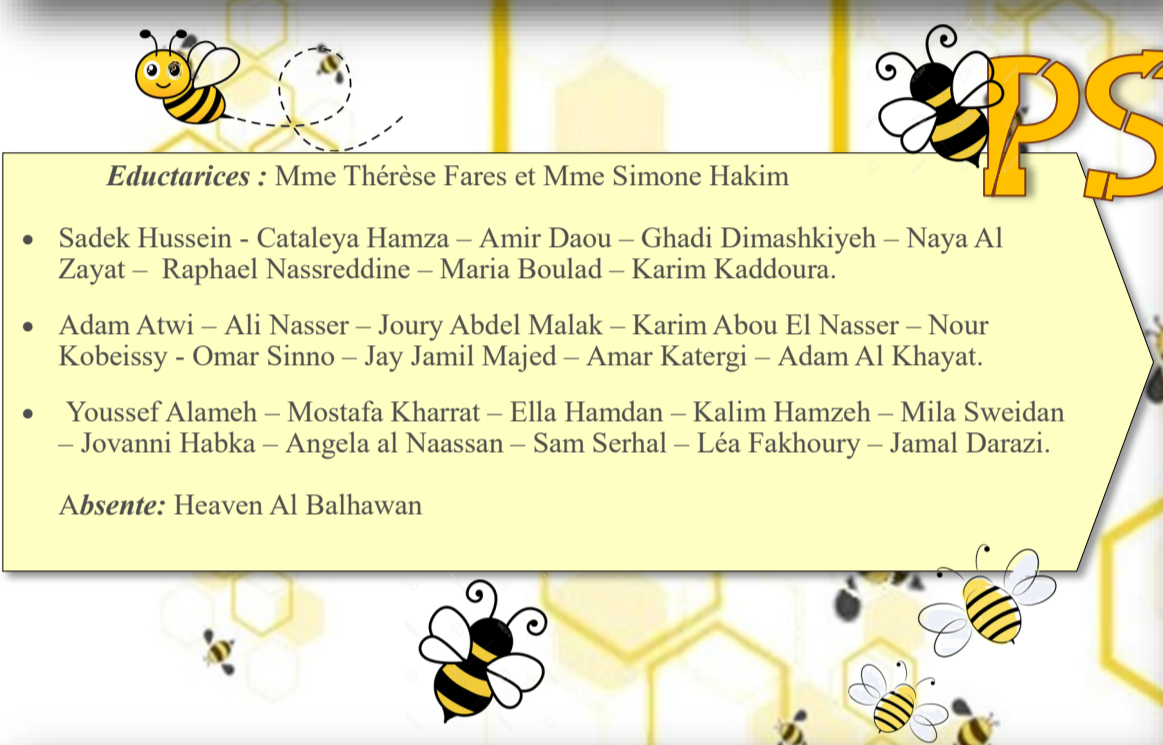 PS
Eductarices : Mme Thérèse Fares et Mme Simone Hakim
• Sadek Hussein - Cataleya Hamza – Amir Daou – Ghadi Dimashkiyeh – Naya Al
Zayat – Raphael Nassreddine – Maria Boulad – Karim Kaddoura.
• Adam Atwi – Ali Nasser – Joury Abdel Malak – Karim Abou El Nasser – Nour
Kobeissy - Omar Sinno – Jay Jamil Majed – Amar Katergi – Adam Al Khayat.
• Youssef Alameh – Mostafa Kharrat – Ella Hamdan – Kalim Hamzeh – Mila Sweidan
– Jovanni Habka – Angela al Naassan – Sam Serhal – Léa Fakhoury – Jamal Darazi.
Absente: Heaven Al Balhawan